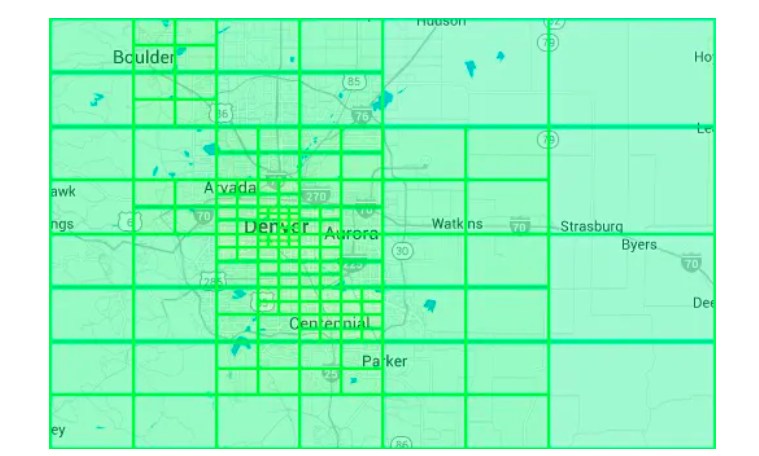 Hudson
79
Boulder
Ho
85
36
76
79
Le
Arvada
awk
270
70
6
70
ngs
Denver
Aurora
Watkins
70
Strasburg
Byers
30
225
70
285
Dee
Centennial
Parker
25
ey
86